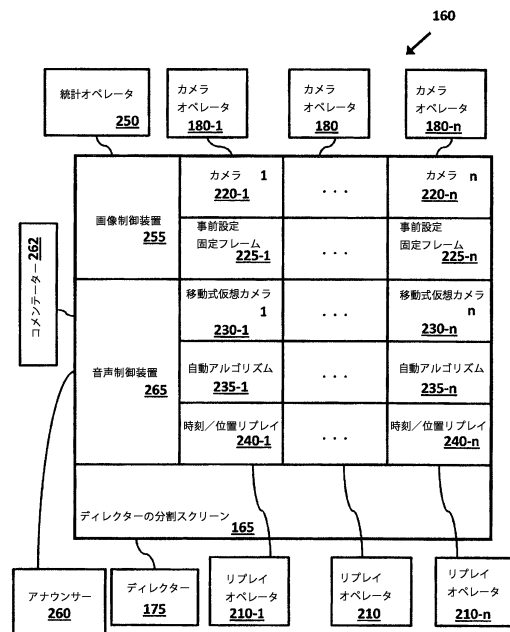 160
統計オペレータ
250
カメラ
オペレータ
180-1
カメラ
オペレータ
180
カメラ
オペレータ
180-n
画像制御装置
255
カメラ 1
220-1
. . .
カメラ n
220-n
事前設定
固定フレーム
225-1
. . .
事前設定
固定フレーム
225-n
コメンテーター 262
音声制御装置
265
移動式仮想カメラ
1
230-1
. . .
移動式仮想カメラ
n
230-n
自動アルゴリズム
235-1
. . .
自動アルゴリズム
235-n
時刻/位置リプレイ
240-1
. . .
時刻/位置リプレイ
240-n
ディレクターの分割スクリーン 165
アナウンサー
260
ディレクター
175
リプレイ
オペレータ
210-1
リプレイ
オペレータ
210
リプレイ
オペレータ
210-n